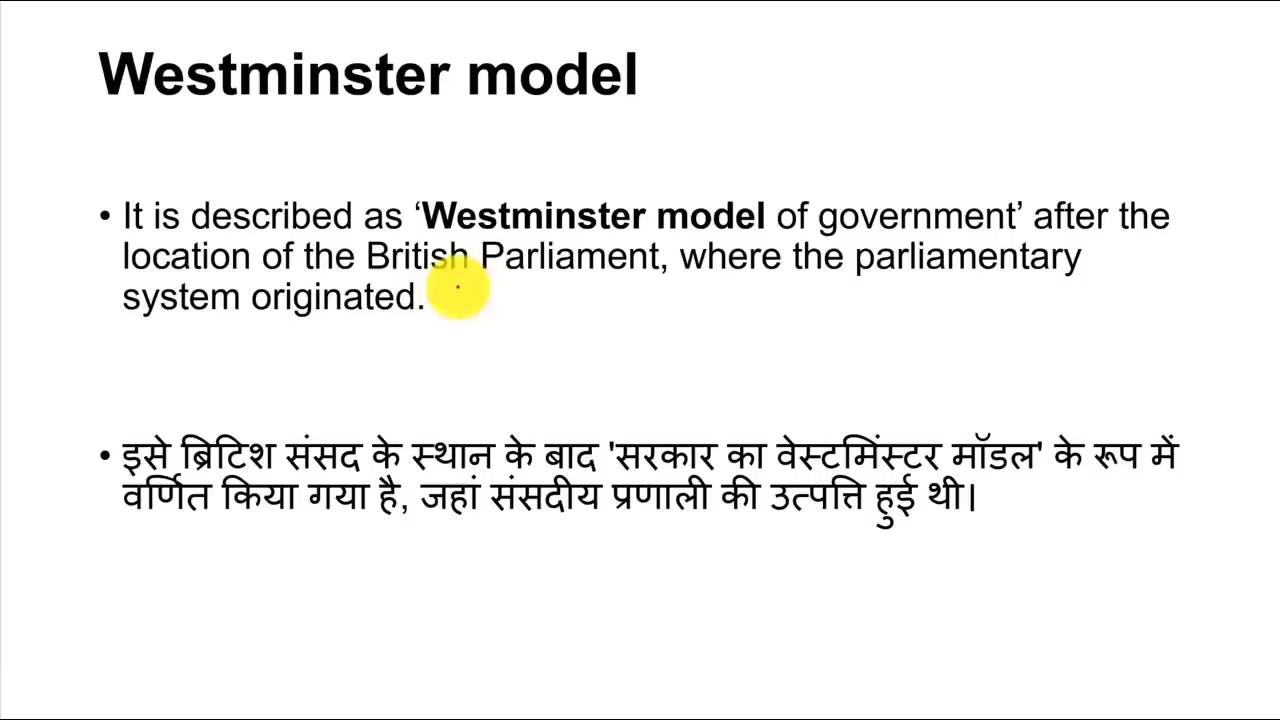 Westminster model
• It is described as ‘Westminster model of government’ after the
location of the British Parliament, where the parliamentary
system originated.
• इसे ब्रिटिश संसद के स्थान के बाद 'सरकार का वेस्टमिंस्टर मॉडल' के रूप में
वर्णित किया गया है, जहां संसदीय प्रणाली की उत्पत्ति हुई थी।